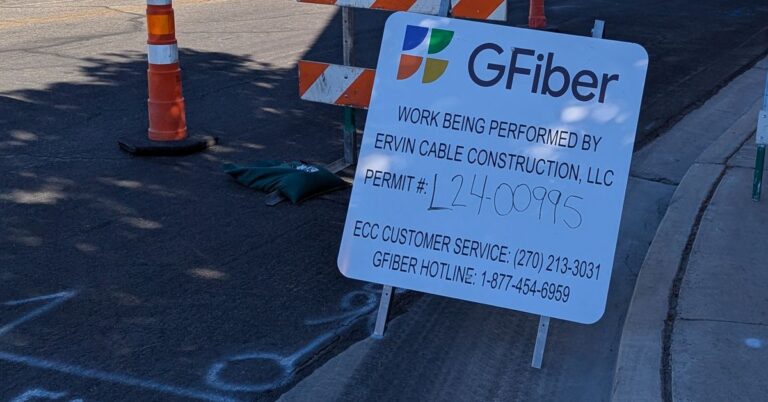 GFiber
WORK BEING PERFORMED BY
ERVIN CABLE CONSTRUCTION, LLC
PERMIT #: L24-00995
ECC CUSTOMER SERVICE: (270) 213-3031
GFIBER HOTLINE: 1-877-454-6959